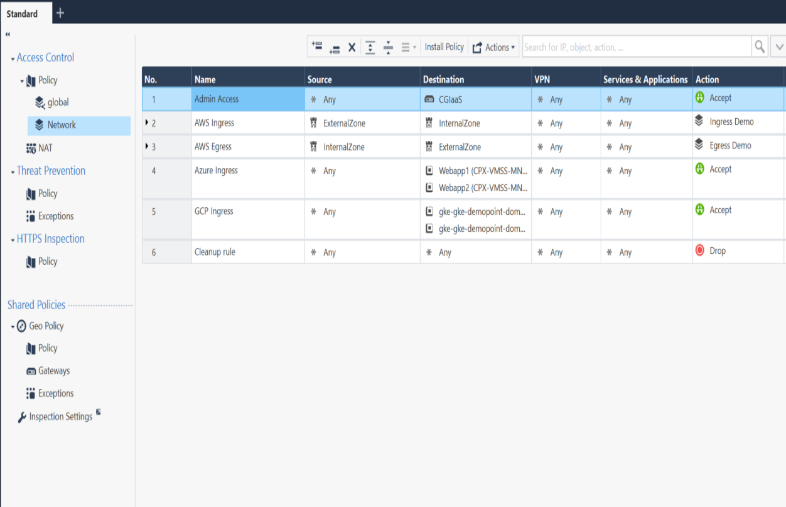 Standard
Install Policy Actions Search for IP, object, action, ...
Access Control
Policy
global
Network
NAT
Threat Prevention
Policy
Exceptions
HTTPS Inspection
Policy
Shared Policies
Geo Policy
Policy
Gateways
Exceptions
Inspection Settings
No. Name Source Destination VPN Services & Applications Action
1 Admin Access * Any CGIaaS * Any * Any Accept
2 AWS Ingress ExternalZone InternalZone * Any * Any Ingress Demo
3 AWS Egress InternalZone ExternalZone * Any * Any Egress Demo
4 Azure Ingress * Any Webapp1 (CPX-VMSS-MN... * Any * Any Accept
Webapp2 (CPX-VMSS-MN...
5 GCP Ingress * Any gke-gke-demopoint-dom... * Any * Any Accept
gke-gke-demopoint-dom...
6 Cleanup rule * Any * Any * Any * Any Drop